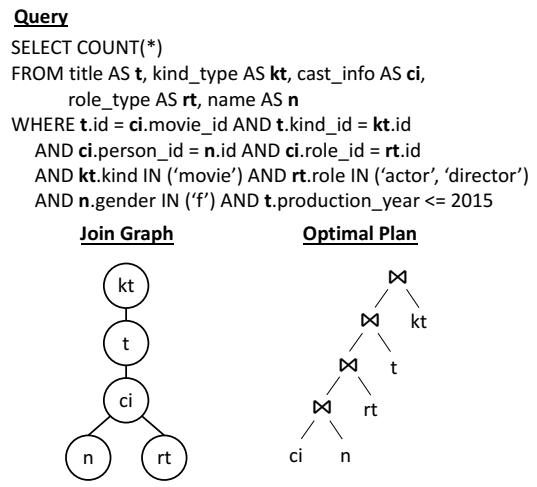 Query
SELECT COUNT(*)
FROM title AS t, kind_type AS kt, cast_info AS ci,
role_type AS rt, name AS n
WHERE t.id = ci.movie_id AND t.kind_id = kt.id
AND ci.person_id = n.id AND ci.role_id = rt.id
AND kt.kind IN (‘movie’) AND rt.role IN (‘actor’, ‘director’)
AND n.gender IN (‘f’) AND t.production_year <= 2015
Join Graph
kt
t
ci
n rt
Optimal Plan
⋈
⋈ kt
⋈ t
⋈ rt
ci n